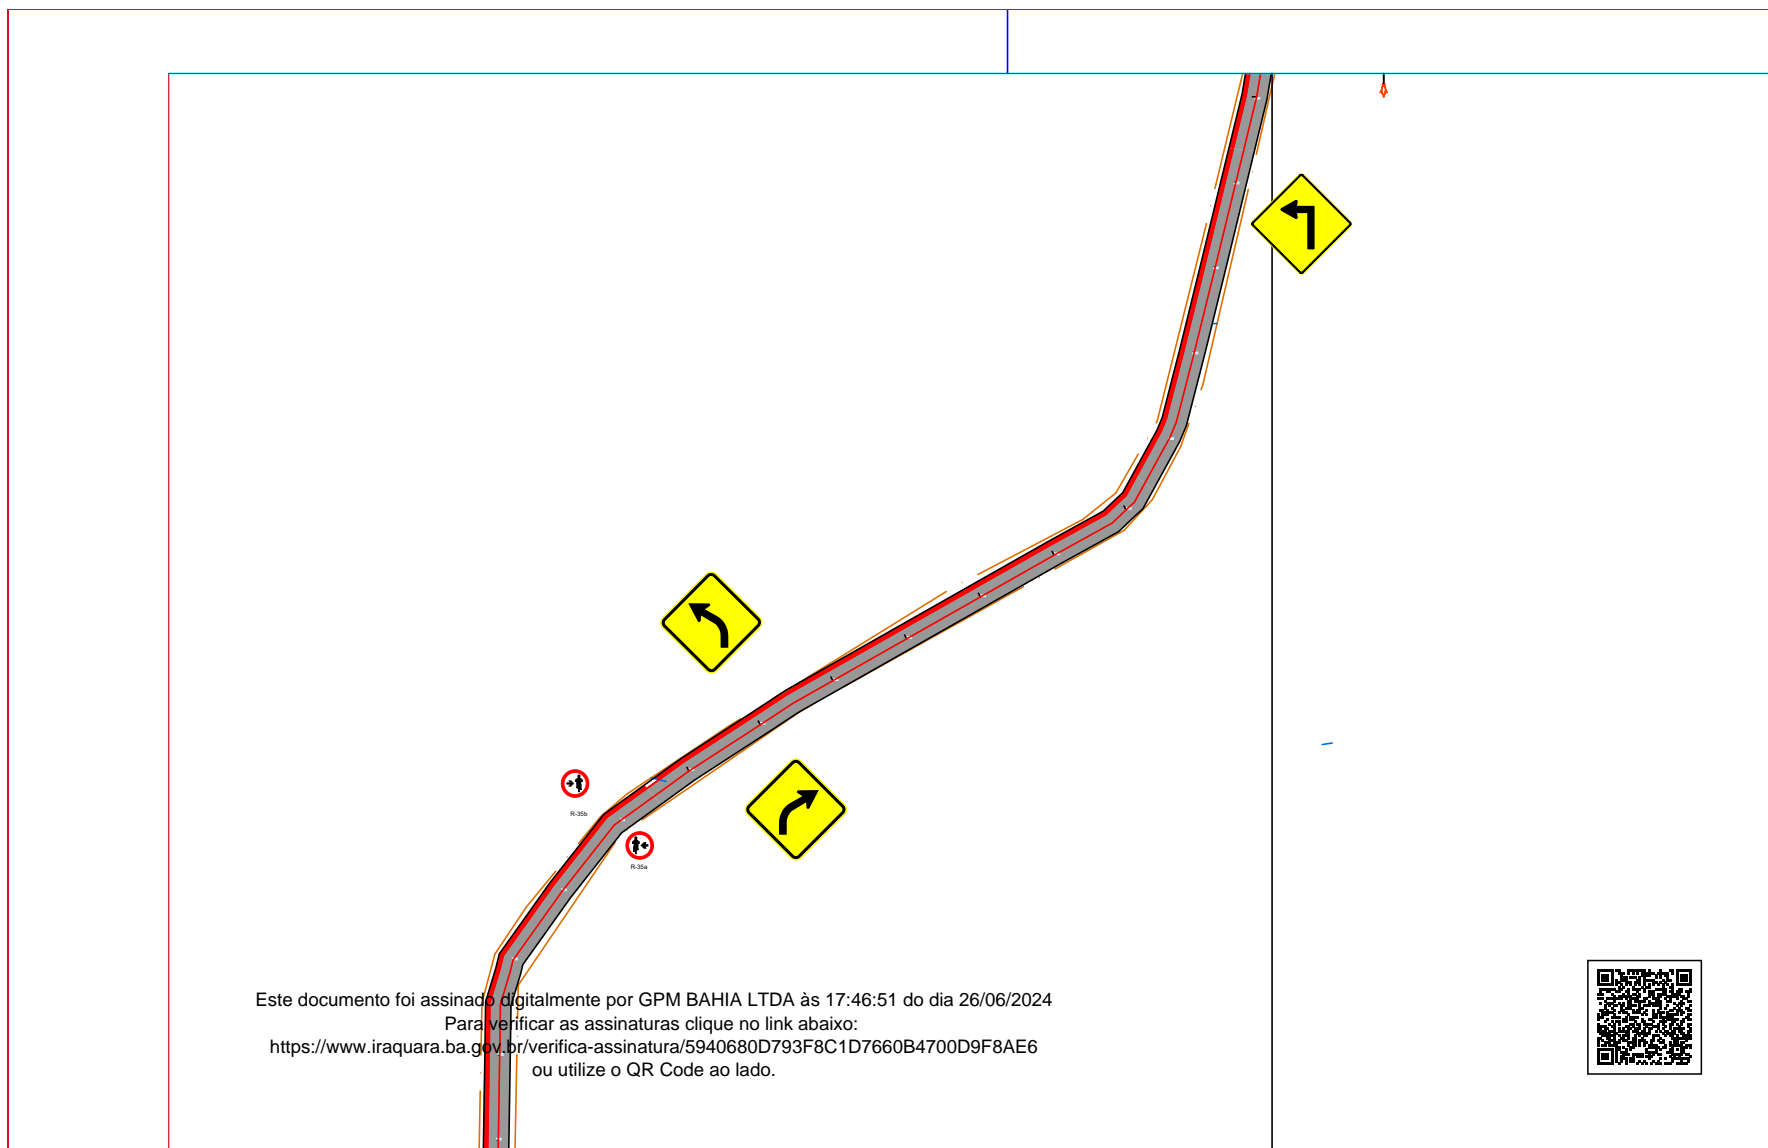 R-35b
R-35a
Este documento foi assinado digitalmente por GPM BAHIA LTDA às 17:46:51 do dia 26/06/2024
Para verificar as assinaturas clique no link abaixo:
https://www.iraquara.ba.gov.br/verifica-assinatura/5940680D793F8C1D7660B4700D9F8AE6
ou utilize o QR Code ao lado.